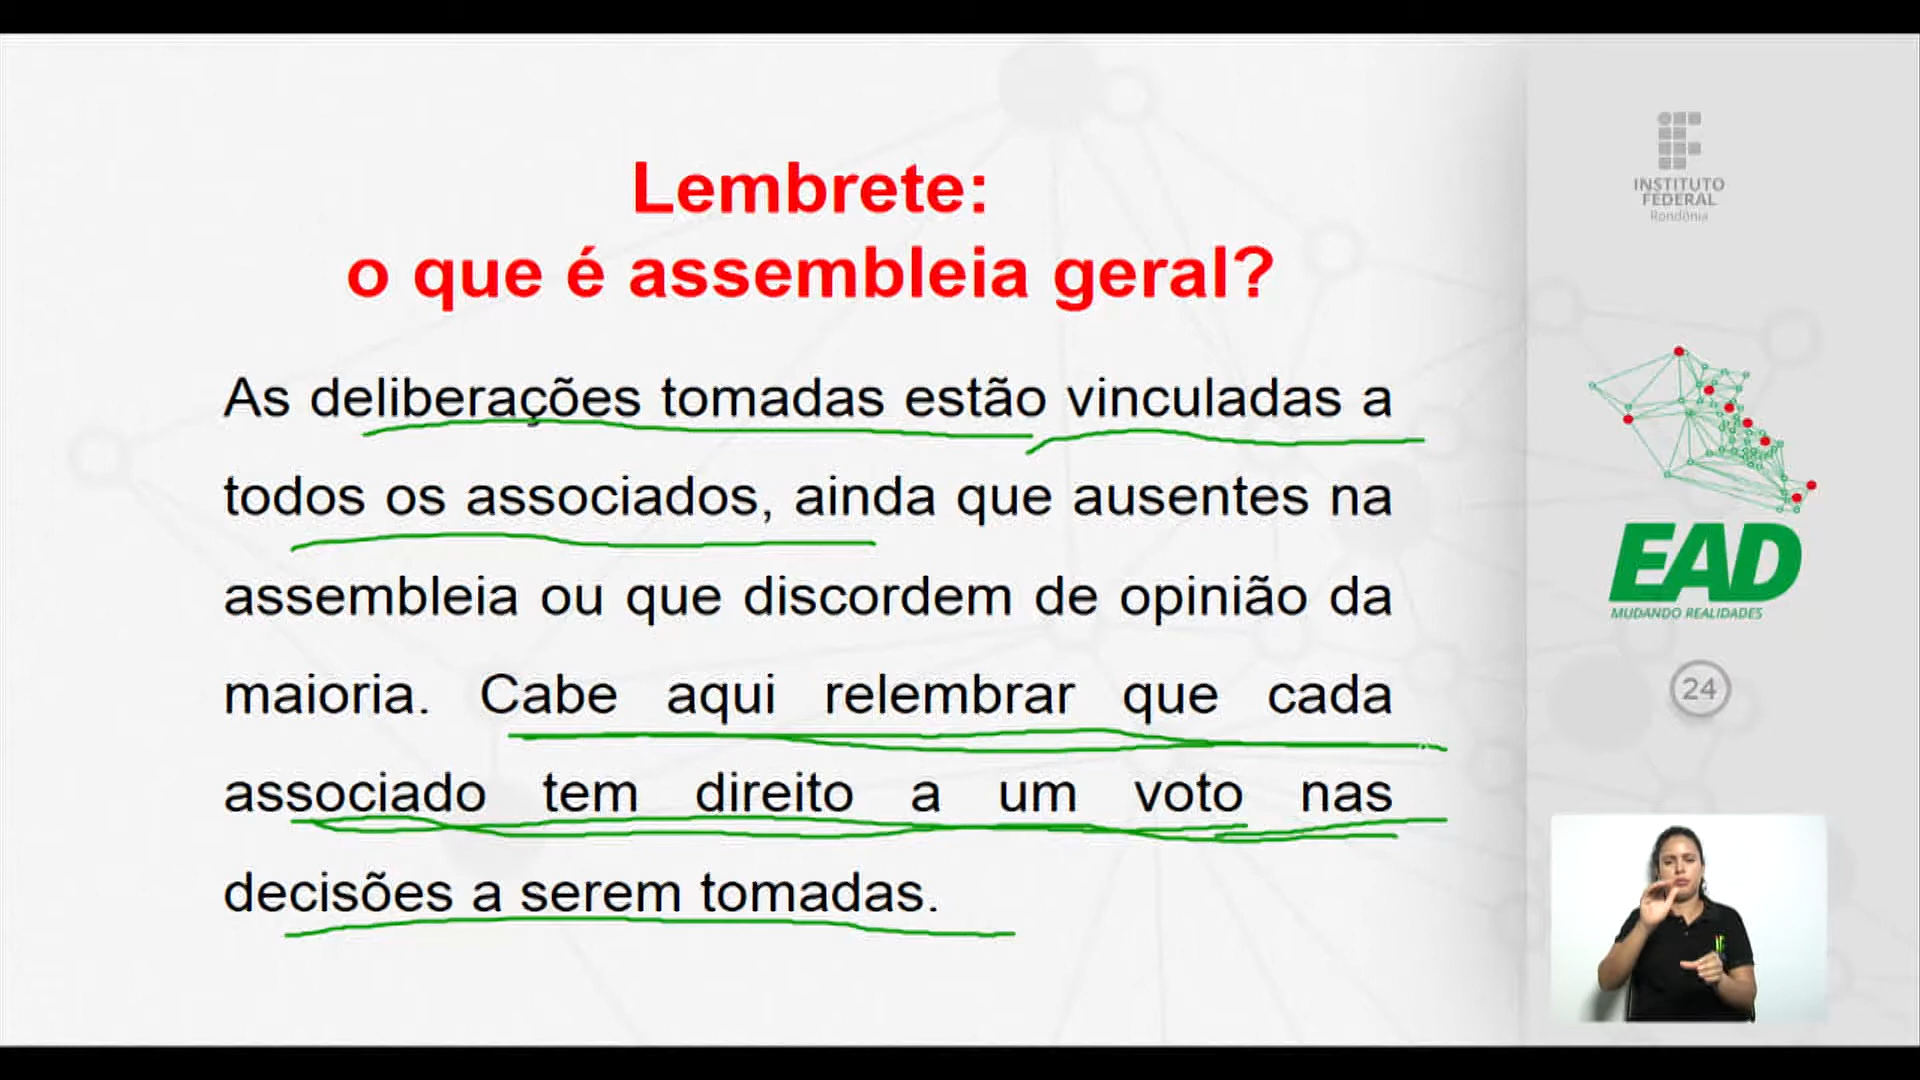 Lembrete:
o que é assembleia geral?
As deliberações tomadas estão vinculadas a
todos os associados, ainda que ausentes na
assembleia ou que discordem de opinião da
maioria. Cabe aqui relembrar que cada
associado tem direito a um voto nas
decisões a serem tomadas.
INSTITUTO
FEDERAL
Rondônia
EAD
MUDANDO REALIDADES
24